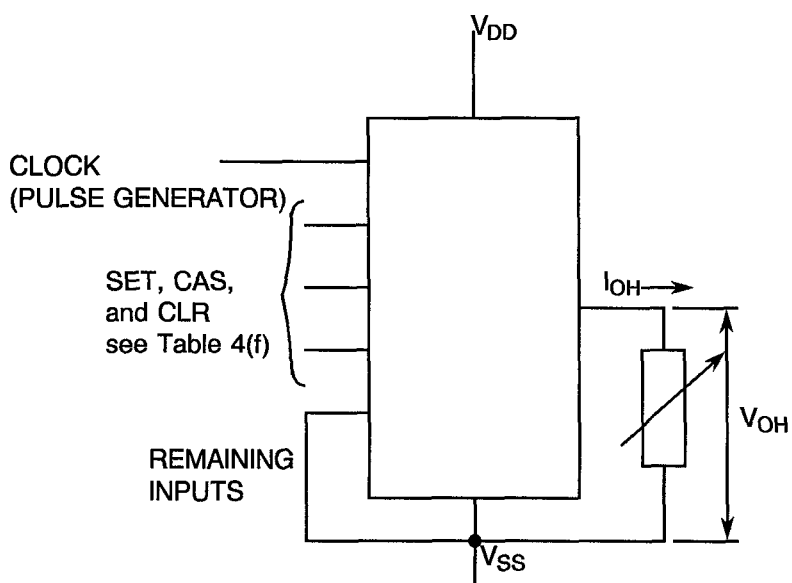 VDD
CLOCK
(PULSE GENERATOR)
SET, CAS,
and CLR
see Table 4(f)
IOH
VOH
REMAINING
INPUTS
VSS